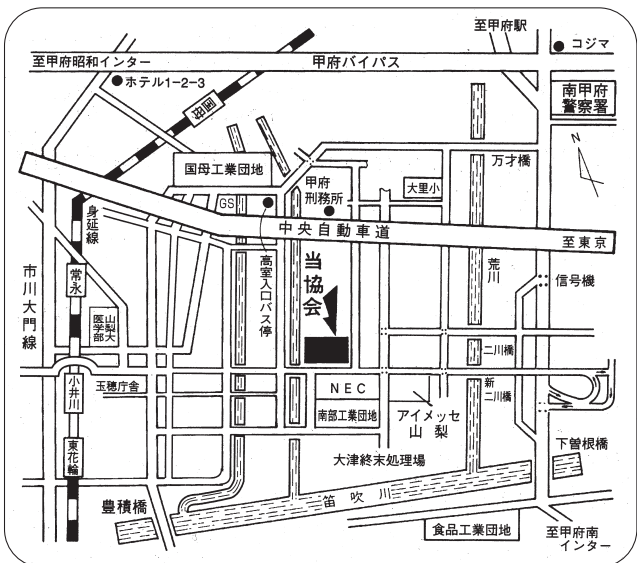 至甲府駅
コジマ
至甲府昭和インター
甲府バイパス
ホテル1-2-3
国母
南甲府
警察署
N
万才橋
国母工業団地
甲府
刑務所
大里小
GS
身延線
中央自動車道
至東京
市川大門線
常永
高室入口バス停
当協会
荒川
信号機
山梨大
医学部
二川橋
小井川
玉穂庁舎
NEC
新
二川橋
南部工業団地
アイメッセ
山梨
東花輪
大津終末処理場
下曽根橋
豊積橋
笛吹川
食品工業団地
至甲府南
インター